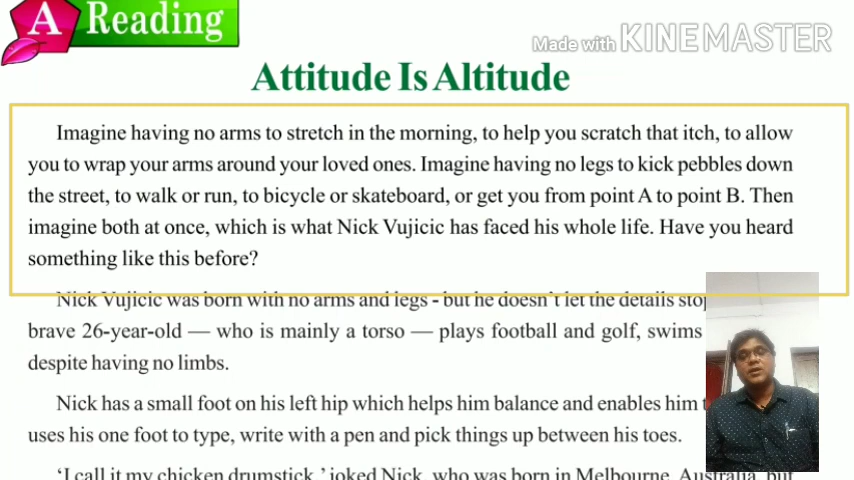 A Reading
Made with KINEMASTER
Attitude Is Altitude
Imagine having no arms to stretch in the morning, to help you scratch that itch, to allow
you to wrap your arms around your loved ones. Imagine having no legs to kick pebbles down
the street, to walk or run, to bicycle or skateboard, or get you from point A to point B. Then
imagine both at once, which is what Nick Vujicic has faced his whole life. Have you heard
something like this before?
Nick Vujicic was born with no arms and legs - but he doesn't let the details
brave 26-year-old — who is mainly a torso — plays football and golf, swims
despite having no limbs.
Nick has a small foot on his left hip which helps him balance and enables him
uses his one foot to type, write with a pen and pick things up between his toes.
'I call it my chicken drumstick,' joked Nick, who was born in Melbourne, Australia, but